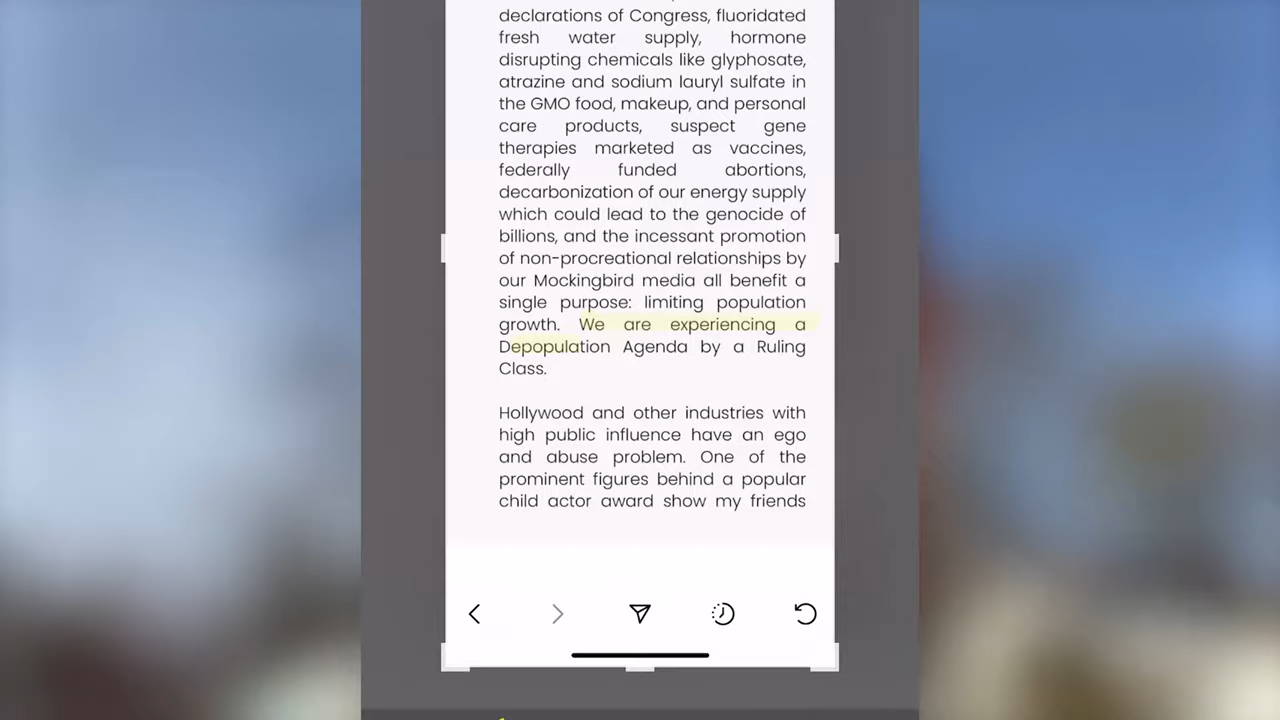 declarations of Congress, fluoridated
fresh water supply, hormone
disrupting chemicals like glyphosate,
atrazine and sodium lauryl sulfate in
the GMO food, makeup, and personal
care products, suspect gene
therapies marketed as vaccines,
federally funded abortions,
decarbonization of our energy supply
which could lead to the genocide of
billions, and the incessant promotion
of non-procreational relationships by
our Mockingbird media all benefit a
single purpose: limiting population
growth. We are experiencing a
Depopulation Agenda by a Ruling
Class.
Hollywood and other industries with
high public influence have an ego
and abuse problem. One of the
prominent figures behind a popular
child actor award show my friends